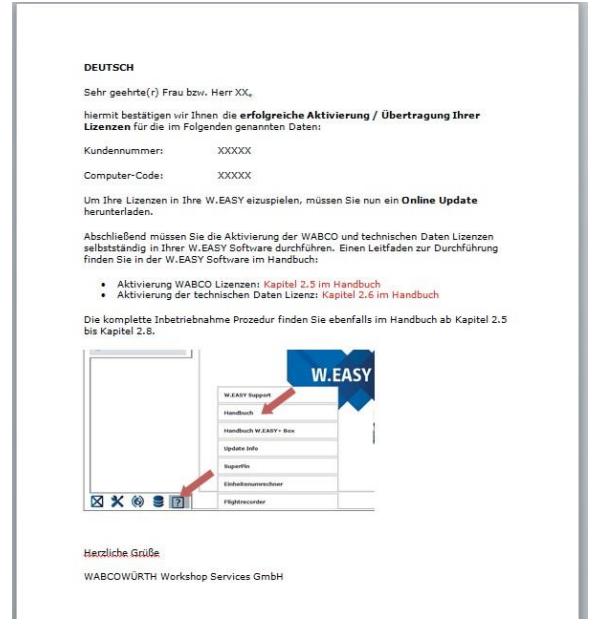 DEUTSCH
Sehr geehrte(r) Frau bzw. Herr XX,
hiermit bestätigen wir Ihnen die erfolgreiche Aktivierung / Übertragung Ihrer
Lizenzen für die im Folgenden genannten Daten:
Kundennummer: XXXXX
Computer-Code: XXXXX
Um Ihre Lizenzen in Ihre W.EASY eizuspielen, müssen Sie nun ein Online Update
herunterladen.
Abschließend müssen Sie die Aktivierung der WABCO und technischen Daten Lizenzen
selbstständig in Ihrer W.EASY Software durchführen. Einen Leitfaden zur Durchführung
finden Sie in der W.EASY Software im Handbuch:
• Aktivierung WABCO Lizenzen: Kapitel 2.5 im Handbuch
• Aktivierung der technischen Daten Lizenz: Kapitel 2.6 im Handbuch
Die komplette Inbetriebnahme Prozedur finden Sie ebenfalls im Handbuch ab Kapitel 2.5
bis Kapitel 2.8.
W.EASY
W.EASY Support
Handbuch
Handbuch W.EASY+ Box
Update Info
SuperPin
Einheitenumrechner
Flightrecorder
?
Herzliche Grüße
WABCOWÜRTH Workshop Services GmbH